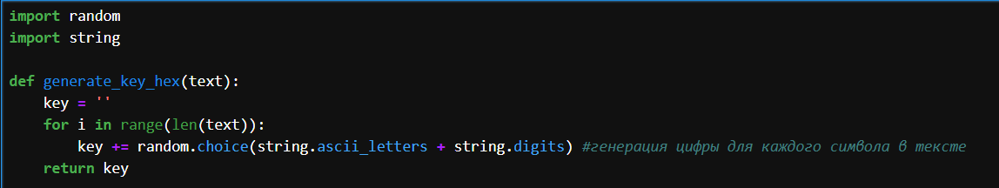 import random
import string
def generate_key_hex(text):
    key = ''
    for i in range(len(text)):
        key += random.choice(string.ascii_letters + string.digits) #генерация цифры для каждого символа в тексте
    return key